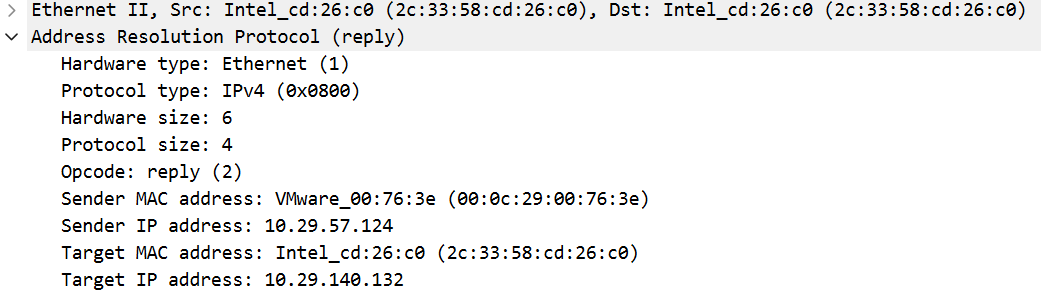 Ethernet II, Src: Intel_cd:26:c0 (2c:33:58:cd:26:c0), Dst: Intel_cd:26:c0 (2c:33:58:cd:26:c0)
Address Resolution Protocol (reply)
Hardware type: Ethernet (1)
Protocol type: IPv4 (0x0800)
Hardware size: 6
Protocol size: 4
Opcode: reply (2)
Sender MAC address: VMware_00:76:3e (00:0c:29:00:76:3e)
Sender IP address: 10.29.57.124
Target MAC address: Intel_cd:26:c0 (2c:33:58:cd:26:c0)
Target IP address: 10.29.140.132